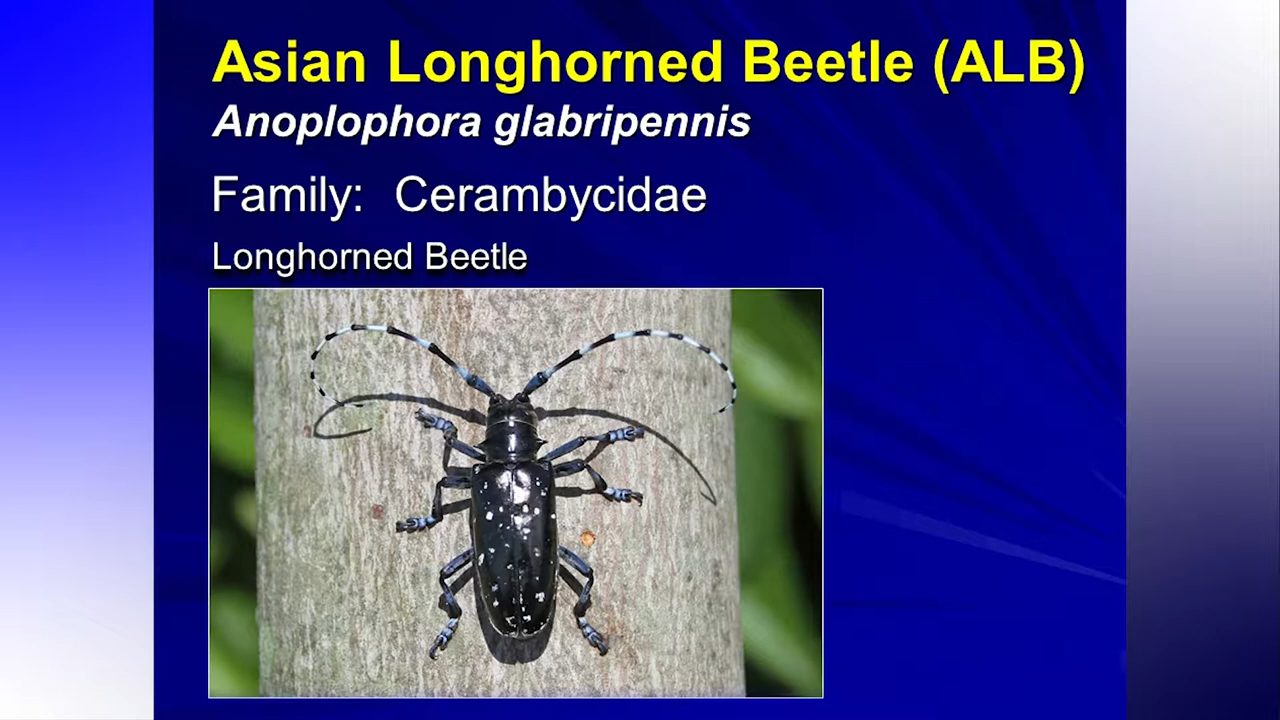 Asian Longhorned Beetle (ALB)
Anoplophora glabripennis
Family: Cerambycidae
Longhorned Beetle